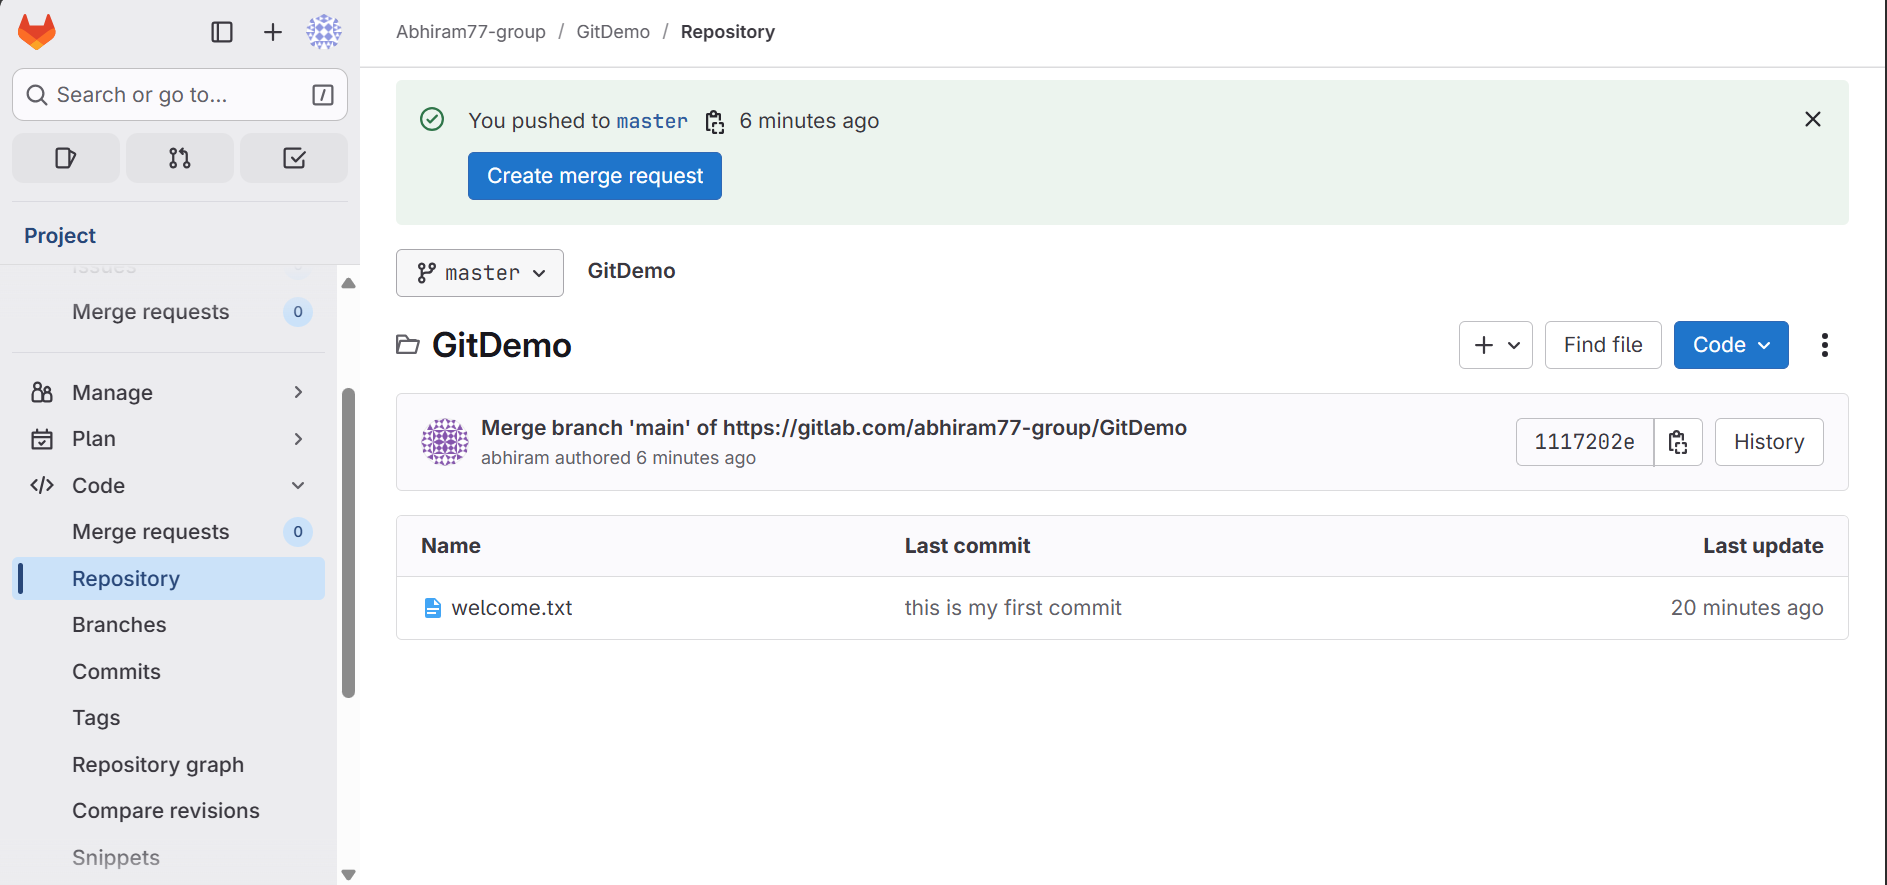 Abhiram77-group / GitDemo / Repository
Search or go to...
/
You pushed to master 6 minutes ago
Create merge request
Project
Issues
Merge requests 0
master
GitDemo
GitDemo
+
Find file
Code
Manage
Plan
Code
Merge requests 0
Repository
Branches
Commits
Tags
Repository graph
Compare revisions
Snippets
Merge branch 'main' of https://gitlab.com/abhiram77-group/GitDemo
abhiram authored 6 minutes ago
1117202e
History
Name Last commit Last update
welcome.txt this is my first commit 20 minutes ago